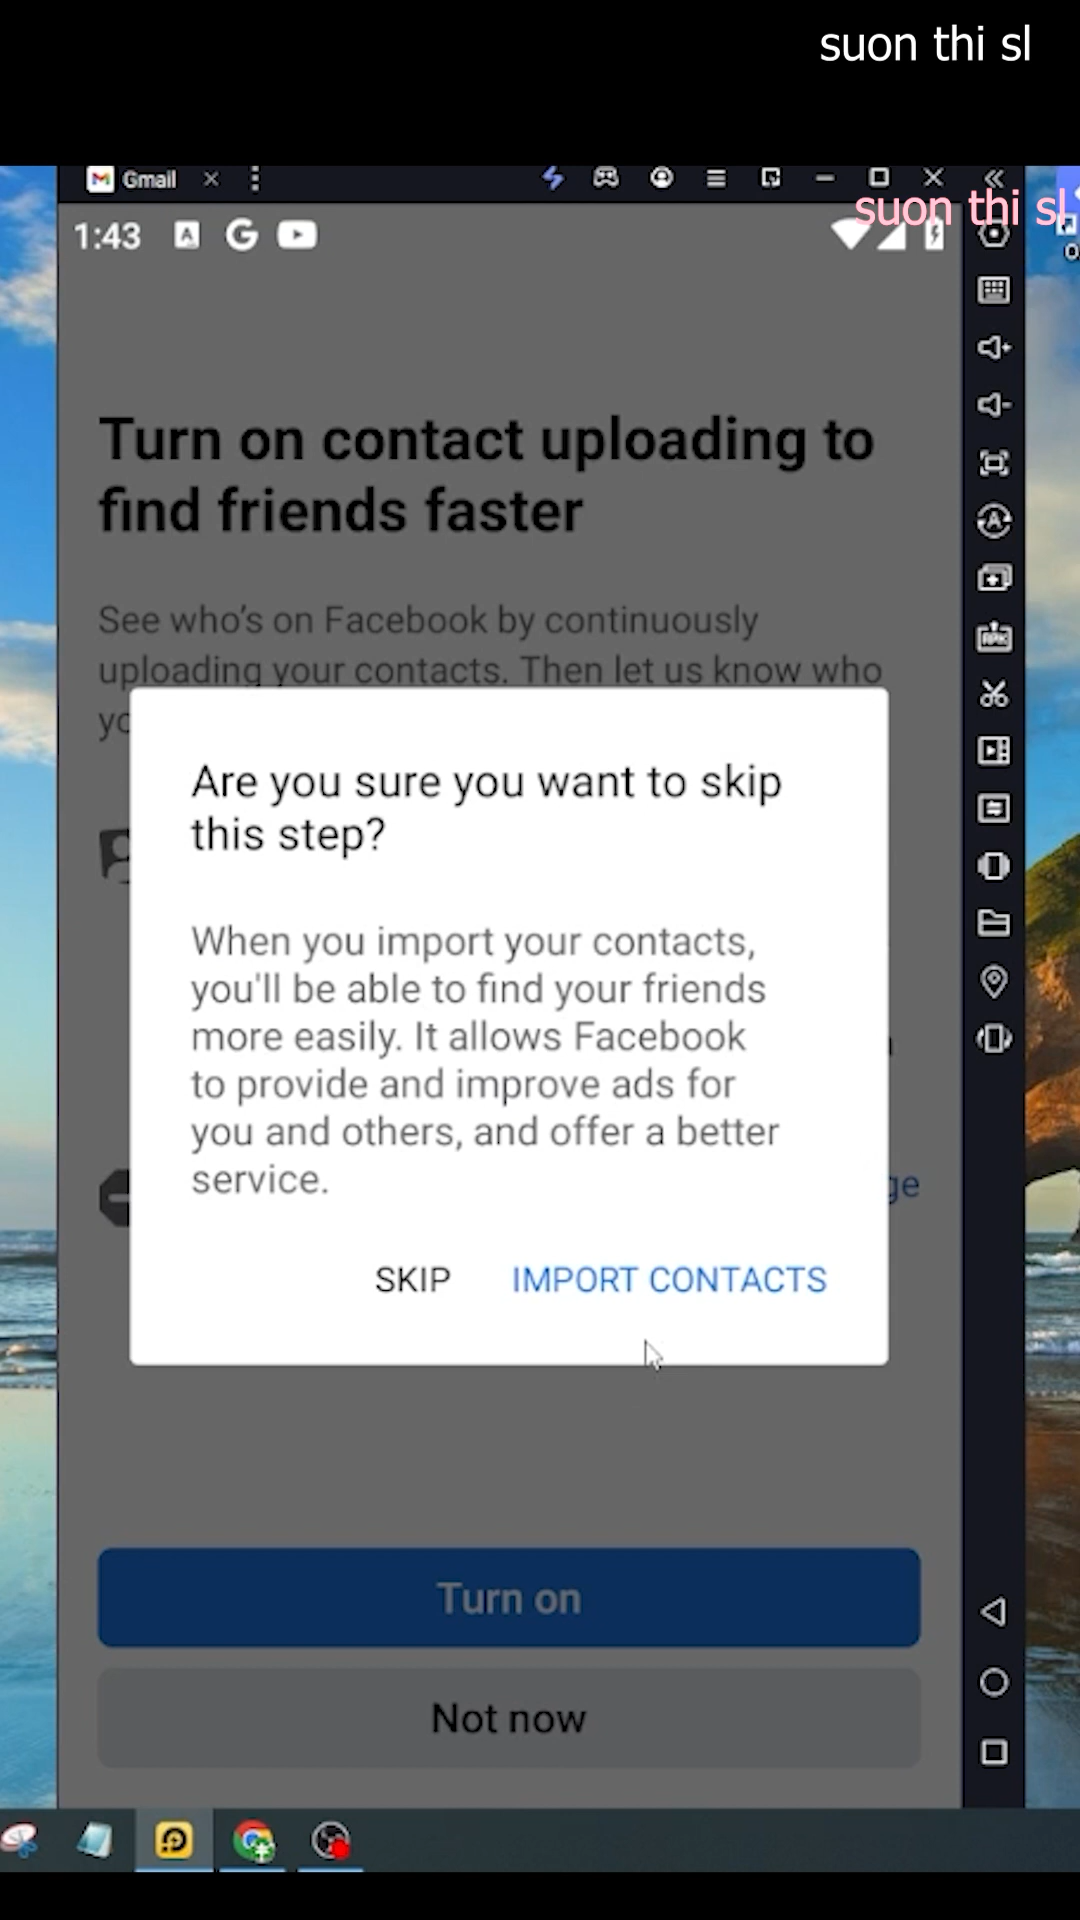 suon thi sl
Gmail
suon thi sl
1:43
Turn on contact uploading to
find friends faster
See who’s on Facebook by continuously
uploading your contacts. Then let us know who
yo
Are you sure you want to skip
this step?
When you import your contacts,
you'll be able to find your friends
more easily. It allows Facebook
to provide and improve ads for
you and others, and offer a better
service.
ge
SKIP IMPORT CONTACTS
Turn on
Not now